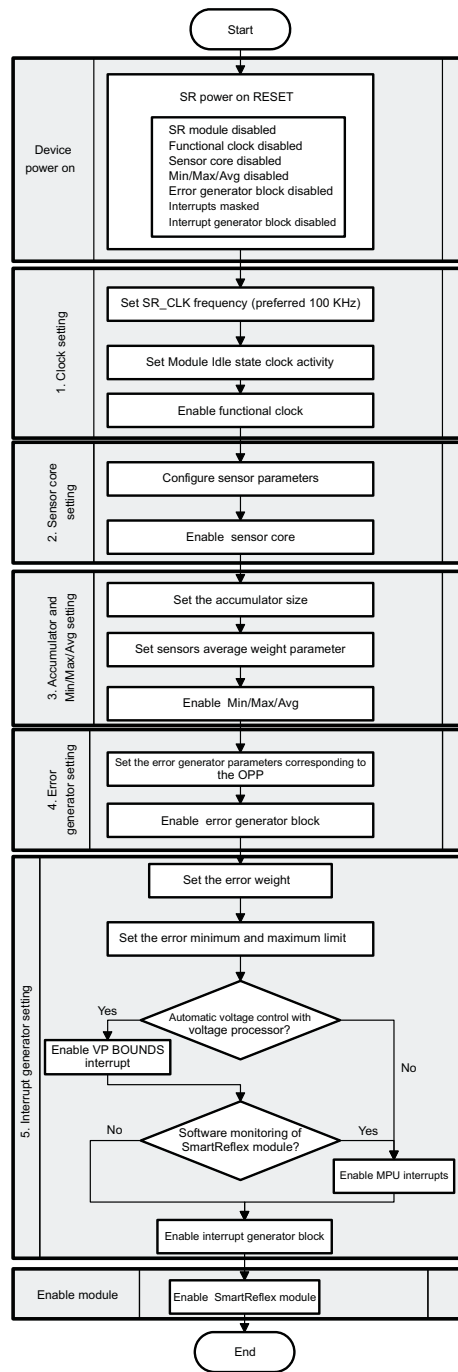 Start
Device
power on
SR power on RESET
SR module disabled
Functional clock disabled
Sensor core disabled
Min/Max/Avg disabled
Error generator block disabled
Interrupts masked
Interrupt generator block disabled
1. Clock setting
Set SR_CLK frequency (preferred 100 KHz)
Set Module Idle state clock activity
Enable functional clock
2. Sensor core
setting
Configure sensor parameters
Enable sensor core
3. Accumulator and
Min/Max/Avg setting
Set the accumulator size
Set sensors average weight parameter
Enable Min/Max/Avg
4. Error
generator setting
Set the error generator parameters corresponding to
the OPP
Enable error generator block
5. Interrupt generator setting
Set the error weight
Set the error minimum and maximum limit
Automatic voltage control with
voltage processor?
Yes
Enable VP BOUNDS
interrupt
No
Software monitoring of
SmartReflex module?
No
Yes
Enable MPU interrupts
Enable interrupt generator block
Enable module
Enable SmartReflex module
End